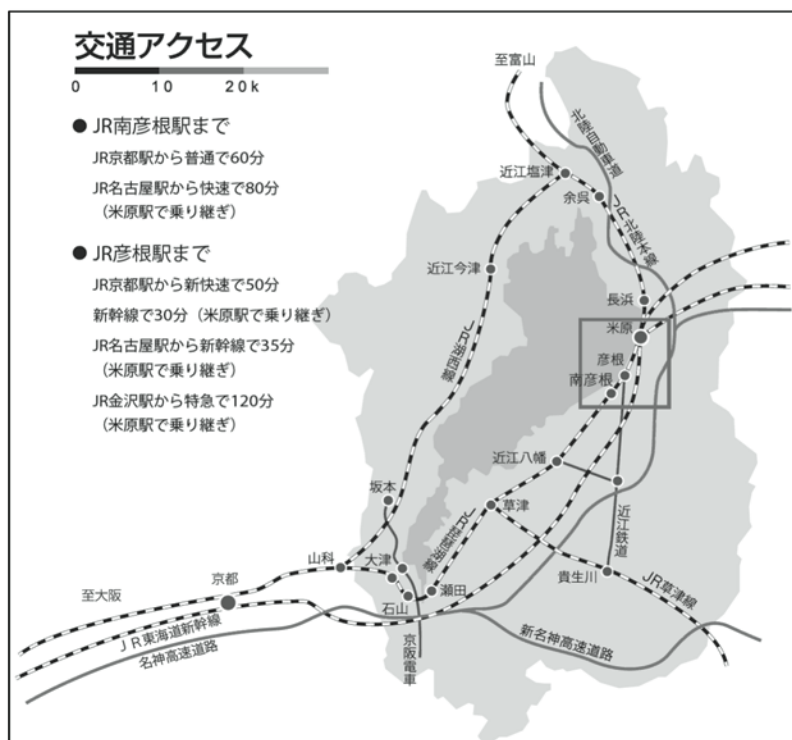 交通アクセス
0 10 20k
● JR南彦根駅まで
JR京都駅から普通で60分
JR名古屋駅から快速で80分
（米原駅で乗り継ぎ）
● JR彦根駅まで
JR京都駅から新快速で50分
新幹線で30分（米原駅で乗り継ぎ）
JR名古屋駅から新幹線で35分
（米原駅で乗り継ぎ）
JR金沢駅から特急で120分
（米原駅で乗り継ぎ）
至富山
北陸自動車道
近江塩津
余呉
JR北陸本線
近江今津
長浜
米原
JR湖西線
彦根
南彦根
近江八幡
坂本
草津
JR琵琶湖線
近江鉄道
山科
大津
貴生川
JR草津線
京都
瀬田
至大阪
石山
JR東海道新幹線
名神高速道路
京阪電車
新名神高速道路